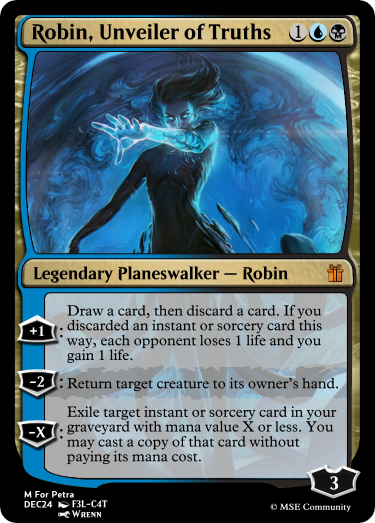 Robin, Unveiler of Truths 1
Legendary Planeswalker — Robin
+1: Draw a card, then discard a card. If you
discarded an instant or sorcery card this
way, each opponent loses 1 life and you
gain 1 life.
-2: Return target creature to its owner's hand.
-X: Exile target instant or sorcery card in your
graveyard with mana value X or less. You
may cast a copy of that card without
paying its mana cost.
3
M For Petra
DEC24 F3L-C4T
Wrenn
© MSE Community